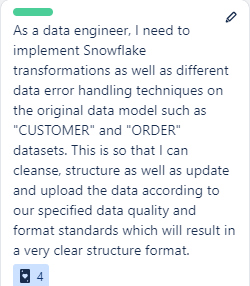 As a data engineer, I need to
implement Snowflake
transformations as well as different
data error handling techniques on
the original data model such as
"CUSTOMER" and "ORDER"
datasets. This is so that I can
cleanse, structure as well as update
and upload the data according to
our specified data quality and
format standards which will result in
a very clear structure format.
4